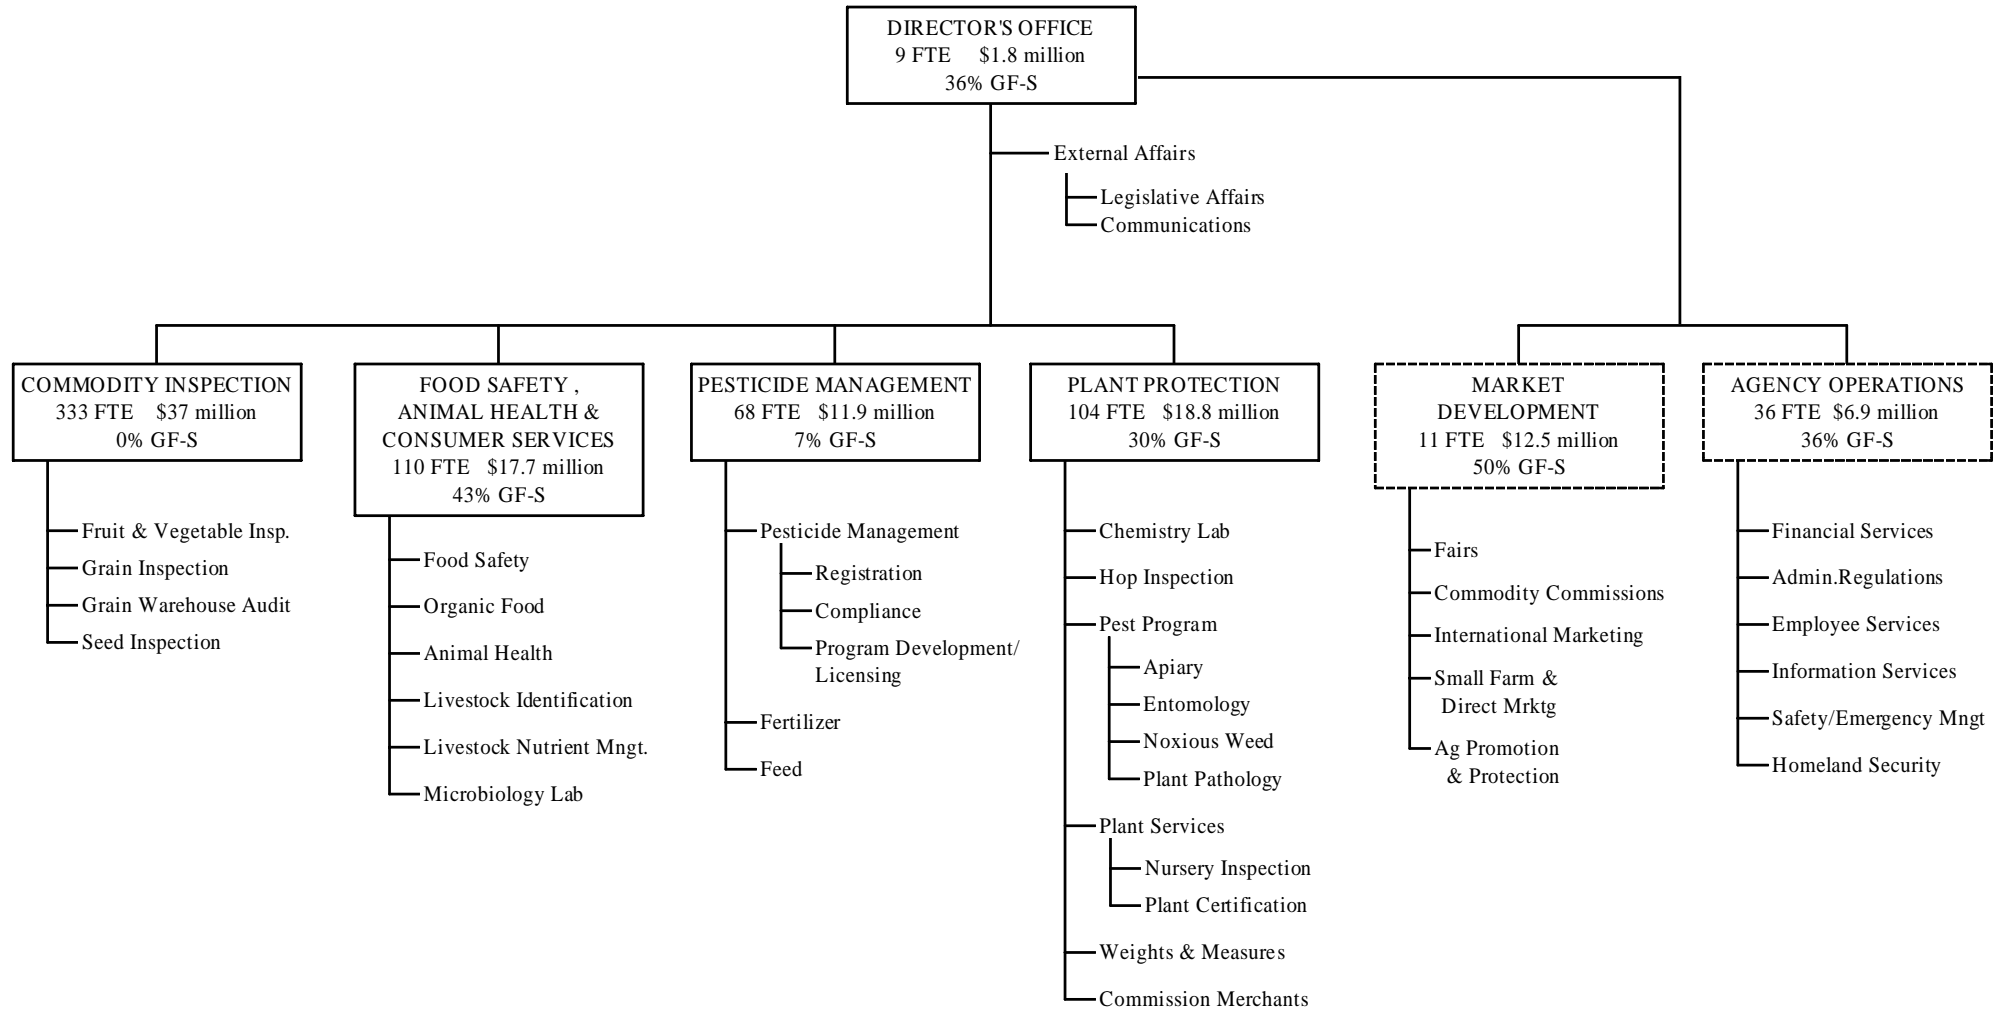 DIRECTOR'S OFFICE
9 FTE $1.8 million
36% GF-S
External Affairs
Legislative Affairs
Communications
COMMODITY INSPECTION
333 FTE $37 million
0% GF-S
Fruit & Vegetable Insp.
Grain Inspection
Grain Warehouse Audit
Seed Inspection
FOOD SAFETY ,
ANIMAL HEALTH &
CONSUMER SERVICES
110 FTE $17.7 million
43% GF-S
Food Safety
Organic Food
Animal Health
Livestock Identification
Livestock Nutrient Mngt.
Microbiology Lab
PESTICIDE MANAGEMENT
68 FTE $11.9 million
7% GF-S
Pesticide Management
Registration
Compliance
Program Development/
Licensing
Fertilizer
Feed
PLANT PROTECTION
104 FTE $18.8 million
30% GF-S
Chemistry Lab
Hop Inspection
Pest Program
Apiary
Entomology
Noxious Weed
Plant Pathology
Plant Services
Nursery Inspection
Plant Certification
Weights & Measures
Commission Merchants
MARKET
DEVELOPMENT
11 FTE $12.5 million
50% GF-S
Fairs
Commodity Commissions
International Marketing
Small Farm &
Direct Mrktg
Ag Promotion
& Protection
AGENCY OPERATIONS
36 FTE $6.9 million
36% GF-S
Financial Services
Admin.Regulations
Employee Services
Information Services
Safety/Emergency Mngt
Homeland Security